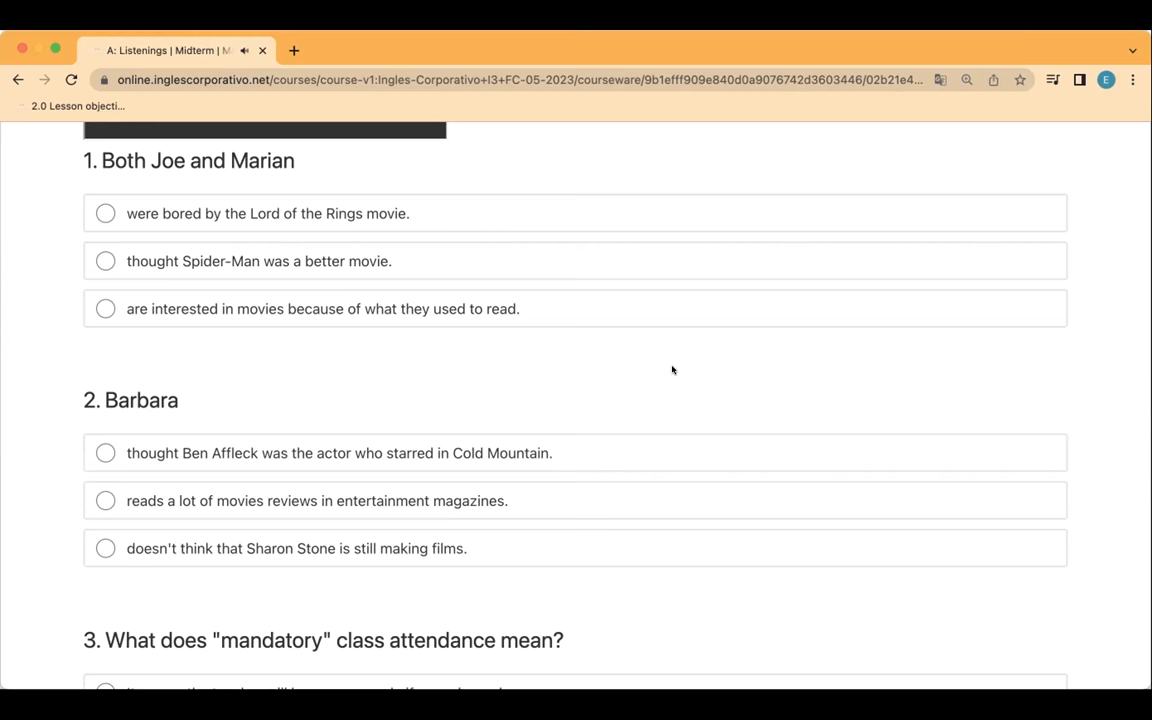 A: Listenings | Midterm | M
online.inglescorporativo.net/courses/course-v1:Ingles-Corporativo+I3+FC-05-2023/courseware/9b1efff909e840d0a9076742d3603446/02b21e4...
E
2.0 Lesson objecti...
1. Both Joe and Marian
were bored by the Lord of the Rings movie.
thought Spider-Man was a better movie.
are interested in movies because of what they used to read.
2. Barbara
thought Ben Affleck was the actor who starred in Cold Mountain.
reads a lot of movies reviews in entertainment magazines.
doesn't think that Sharon Stone is still making films.
3. What does "mandatory" class attendance mean?